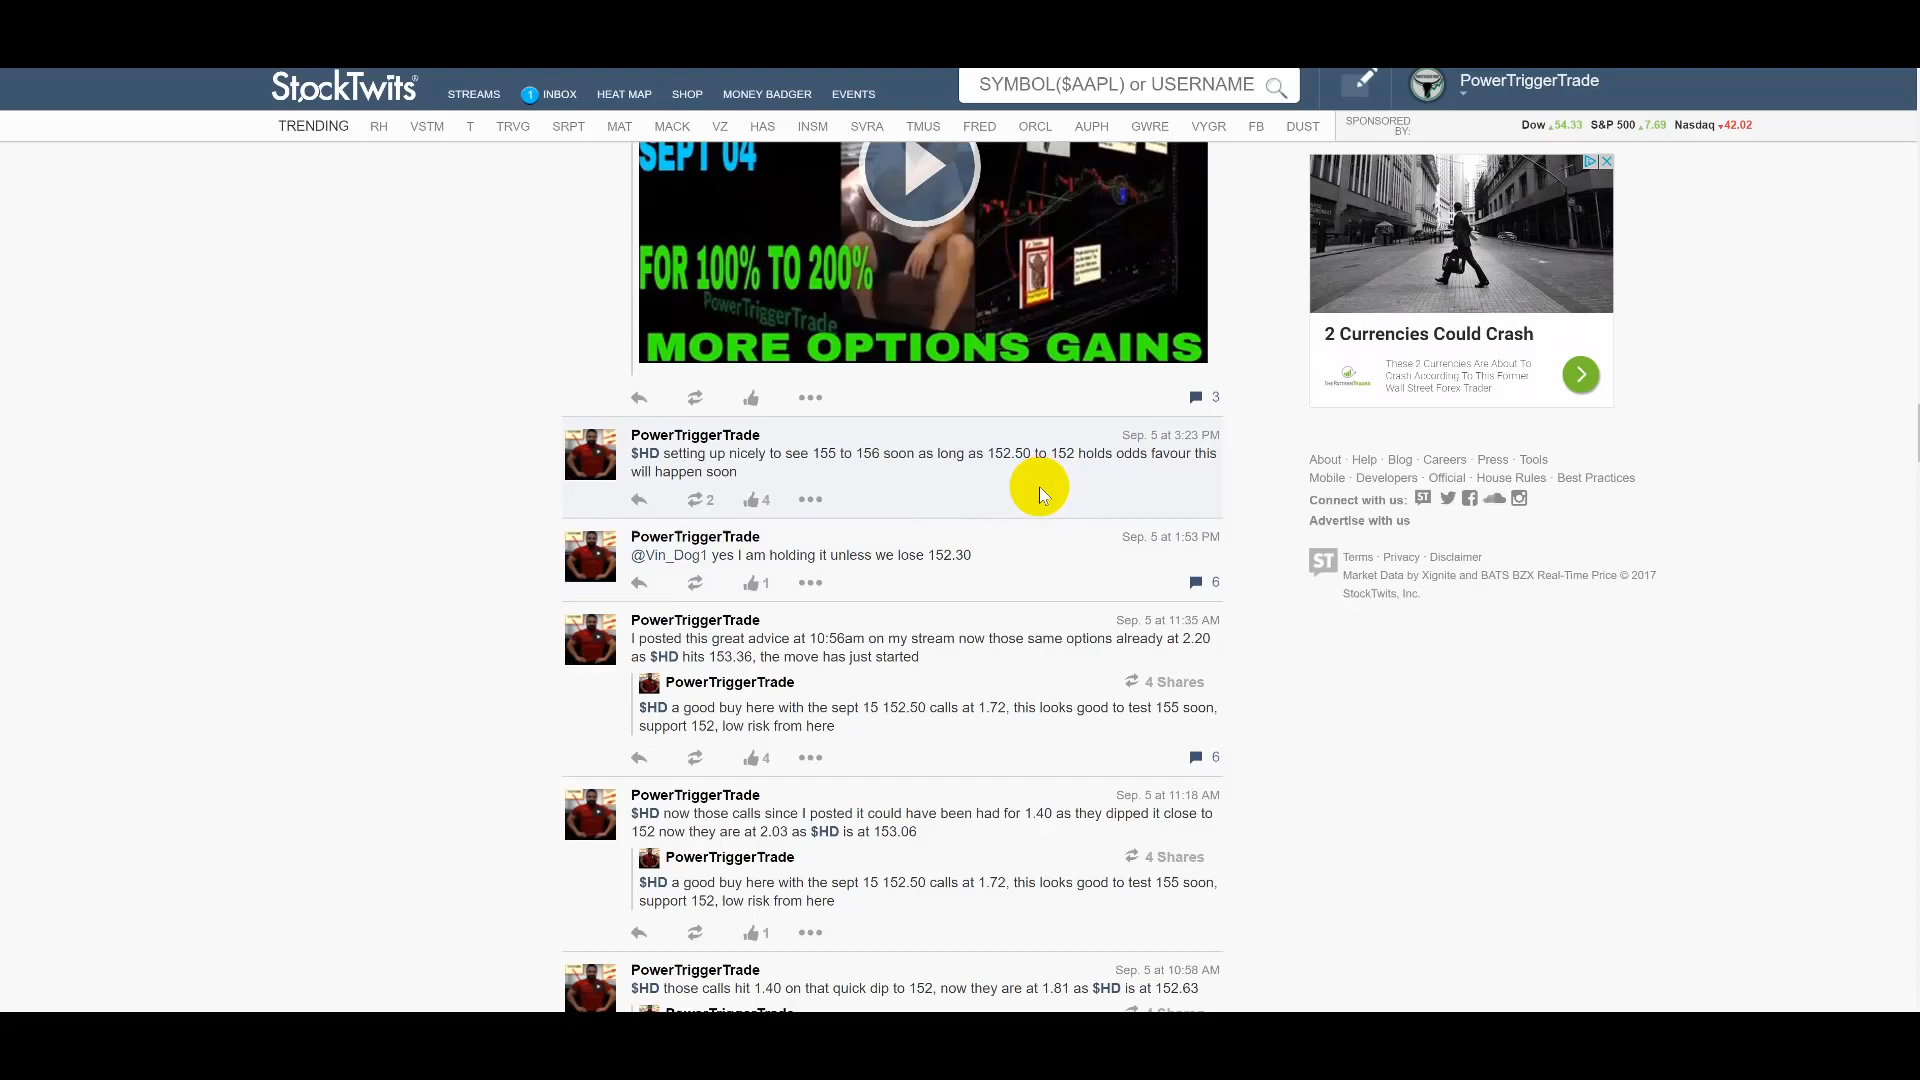 StockTwits®
STREAMS
1 INBOX
HEAT MAP
SHOP
MONEY BADGER
EVENTS
SYMBOL($AAPL) or USERNAME
PowerTriggerTrade
TRENDING RH VSTM T TRVG SRPT MAT MACK VZ HAS INSM SVRA TMUS FRED ORCL AUPH GWRE VYGR FB DUST
SPONSORED
BY:
Dow 54.33 S&P 500 7.69 Nasdaq 42.02
SEPT 04
FOR 100% TO 200%
PowerTriggerTrade
MORE OPTIONS GAINS
3
PowerTriggerTrade
Sep. 5 at 3:23 PM
$HD setting up nicely to see 155 to 156 soon as long as 152.50 to 152 holds odds favour this
will happen soon
2 4
PowerTriggerTrade
Sep. 5 at 1:53 PM
@Vin_Dog1 yes I am holding it unless we lose 152.30
1 6
PowerTriggerTrade
Sep. 5 at 11:35 AM
I posted this great advice at 10:56am on my stream now those same options already at 2.20
as $HD hits 153.36, the move has just started
PowerTriggerTrade
4 Shares
$HD a good buy here with the sept 15 152.50 calls at 1.72, this looks good to test 155 soon,
support 152, low risk from here
4 6
PowerTriggerTrade
Sep. 5 at 11:18 AM
$HD now those calls since I posted it could have been had for 1.40 as they dipped it close to
152 now they are at 2.03 as $HD is at 153.06
PowerTriggerTrade
4 Shares
$HD a good buy here with the sept 15 152.50 calls at 1.72, this looks good to test 155 soon,
support 152, low risk from here
1
PowerTriggerTrade
Sep. 5 at 10:58 AM
$HD those calls hit 1.40 on that quick dip to 152, now they are at 1.81 as $HD is at 152.63
PowerTriggerTrade
4 Shares
2 Currencies Could Crash
These 2 Currencies Are About To
Crash According To This Former
Wall Street Forex Trader
About · Help · Blog · Careers · Press · Tools
Mobile · Developers · Official · House Rules · Best Practices
Connect with us: ST
Advertise with us
ST
Terms · Privacy · Disclaimer
Market Data by Xignite and BATS BZX Real-Time Price © 2017
StockTwits, Inc.